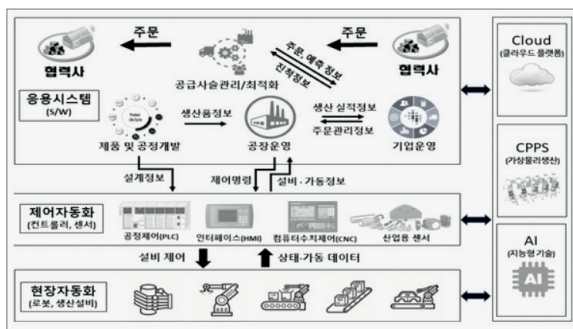 주문
주문
협력사
협력사
주문, 예측 정보
진척정보
공급사슬관리/최적화
응용시스템
(S/W)
생산품정보
생산 실적정보
주문관리정보
제품 및 공정개발
공장운영
기업운영
설계정보
제어명령
설비·가동정보
제어자동화
(컨트롤러, 센서)
공정제어(PLC)
인터페이스(HMI)
컴퓨터수치제어(CNC)
산업용 센서
설비 제어
상태·가동 데이터
현장자동화
(로봇, 생산설비)
Cloud
(클라우드 플랫폼)
CPPS
(가상물리생산)
AI
(지능형 기술)
AI